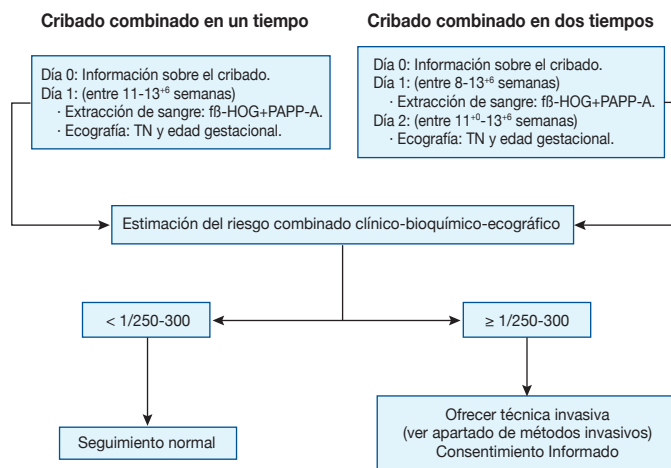 Cribado combinado en un tiempo
Día 0: Información sobre el cribado.
Día 1: (entre 11-13⁺⁶ semanas)
· Extracción de sangre: fß-HOG+PAPP-A.
· Ecografía: TN y edad gestacional.
Cribado combinado en dos tiempos
Día 0: Información sobre el cribado.
Día 1: (entre 8-13⁺⁶ semanas)
· Extracción de sangre: fß-HOG+PAPP-A.
Día 2: (entre 11⁺⁰-13⁺⁶ semanas)
· Ecografía: TN y edad gestacional.
Estimación del riesgo combinado clínico-bioquímico-ecográfico
< 1/250-300
≥ 1/250-300
Seguimiento normal
Ofrecer técnica invasiva
(ver apartado de métodos invasivos)
Consentimiento Informado